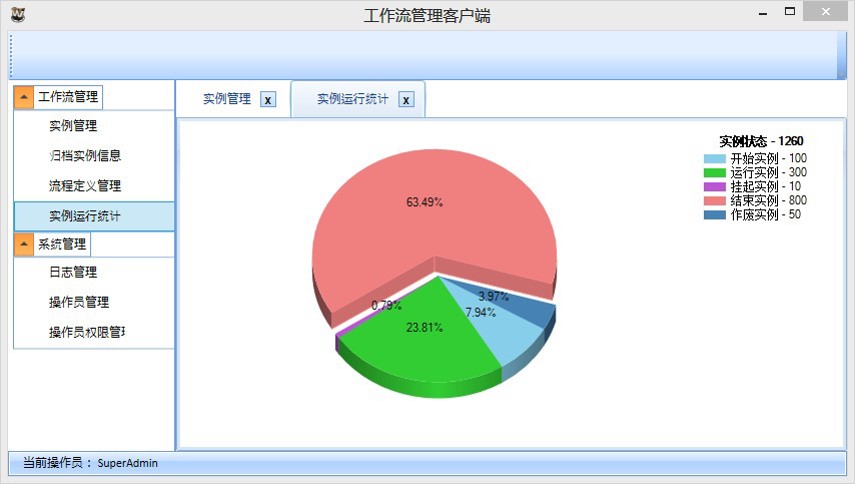 工作流管理客户端
工作流管理
实例管理
归档实例信息
流程定义管理
实例运行统计
系统管理
日志管理
操作员管理
操作员权限管
实例管理 x
实例运行统计 x
63.49%
0.79%
3.97%
7.94%
23.81%
实例状态 - 1260
开始实例 - 100
运行实例 - 300
挂起实例 - 10
结束实例 - 800
作废实例 - 50
当前操作员： SuperAdmin